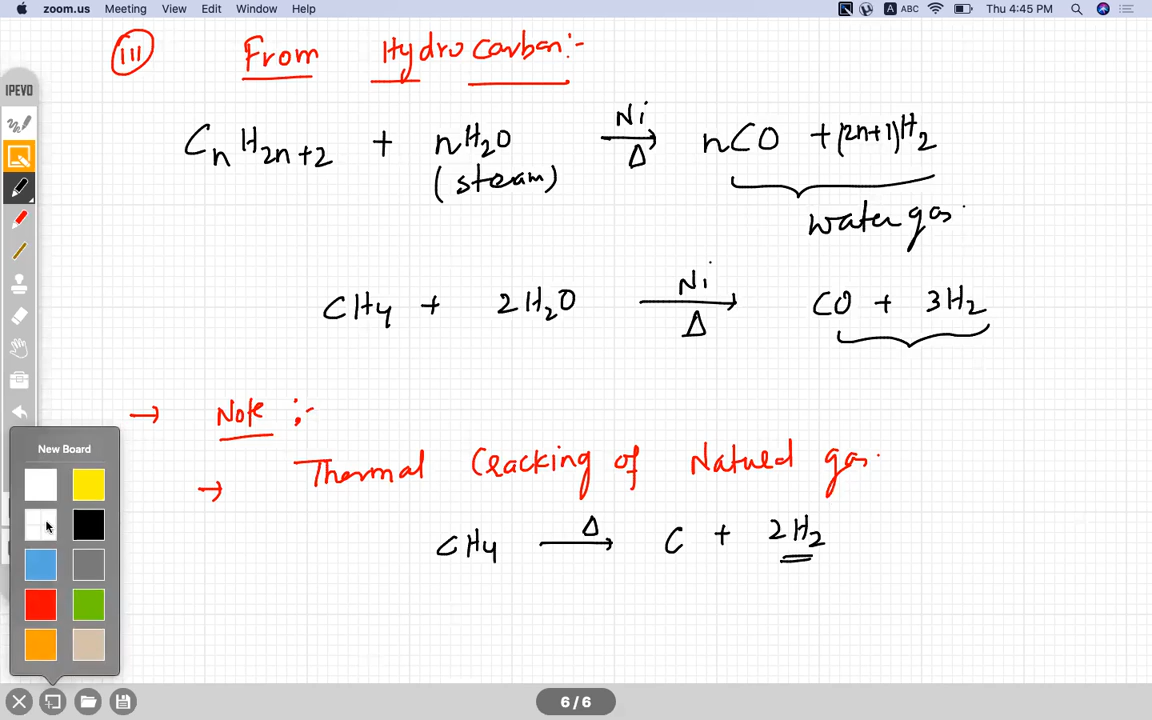 zoom.us Meeting View Edit Window Help A ABC Thu 4:45 PM
(III) From Hydrocarbon:-
IPEVO
CnH2n+2 + nH2O Ni Δ → nCO + (2n+1)H2
(steam)
water gas.
CH4 + 2H2O Ni Δ → CO + 3H2
→ Note :-
New Board
→ Thermal Cracking of Natural gas.
CH4 Δ → C + 2H2
6/6